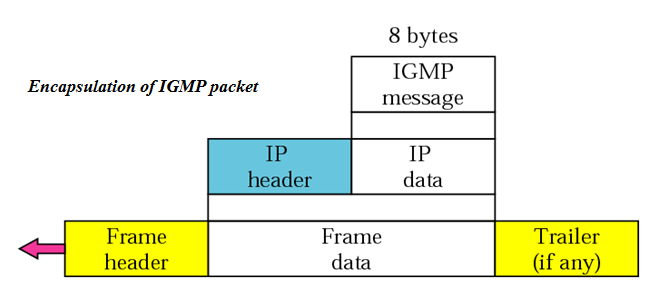 8 bytes
Encapsulation of IGMP packet
IGMP
message
IP
header
IP
data
Frame
header
Frame
data
Trailer
(if any)